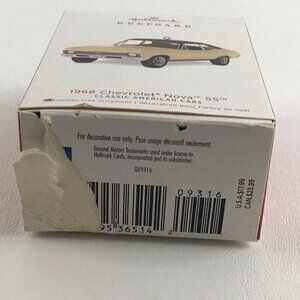 Hallmark
KEEPSAKE
1968 Chevrolet® Nova™ SS™
CLASSIC AMERICAN CARS
christmas tree ornament | décoration pour l'arbre de noël
For decorative use only. Pour usage décoratif seulement.
General Motors Trademarks used under license to
Hallmark Cards, Incorporated and its subsidiaries.
QX9316
09316
95 36514 2
U.S.A. $17.99
CAN. $23.99